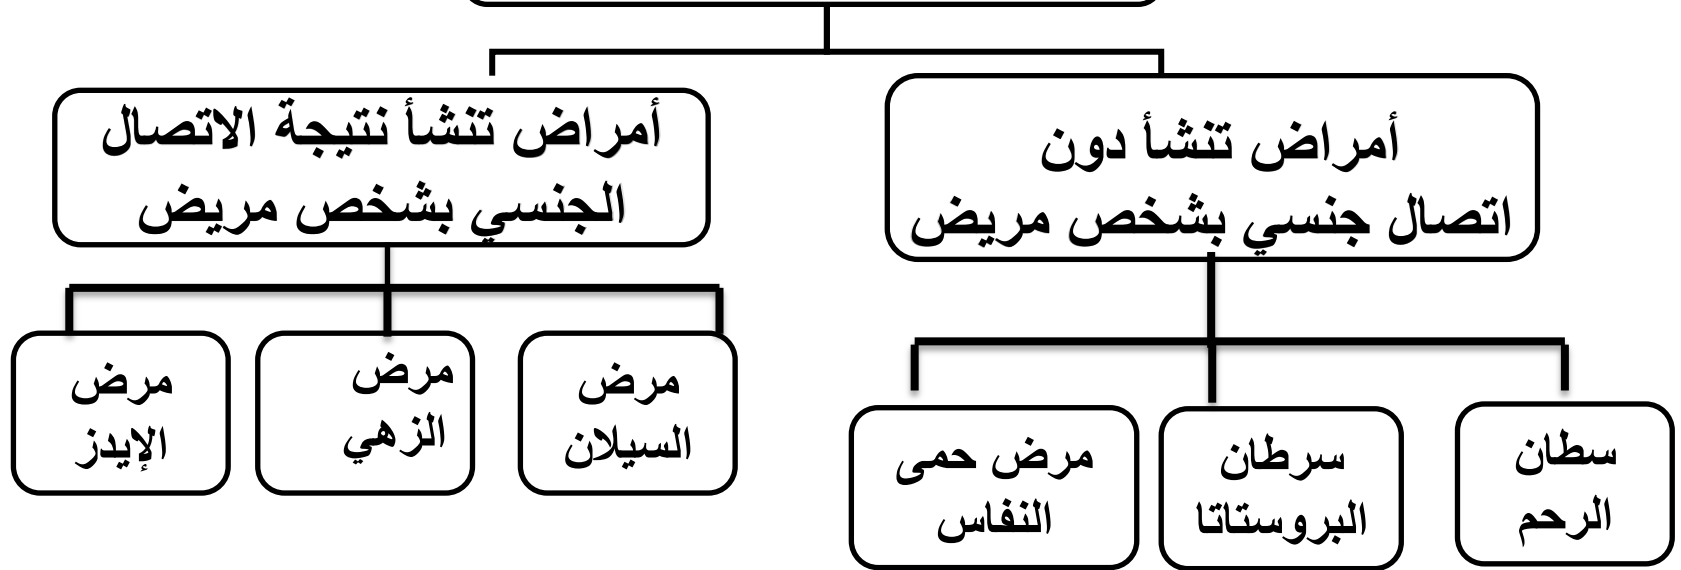 أمراض تنشأ دون
اتصال جنسي بشخص مريض
أمراض تنشأ نتيجة الاتصال
الجنسي بشخص مريض
سطان
الرحم
سرطان
البروستاتا
مرض حمى
النفاس
مرض
السيلان
مرض
الزهي
مرض
الإيدز